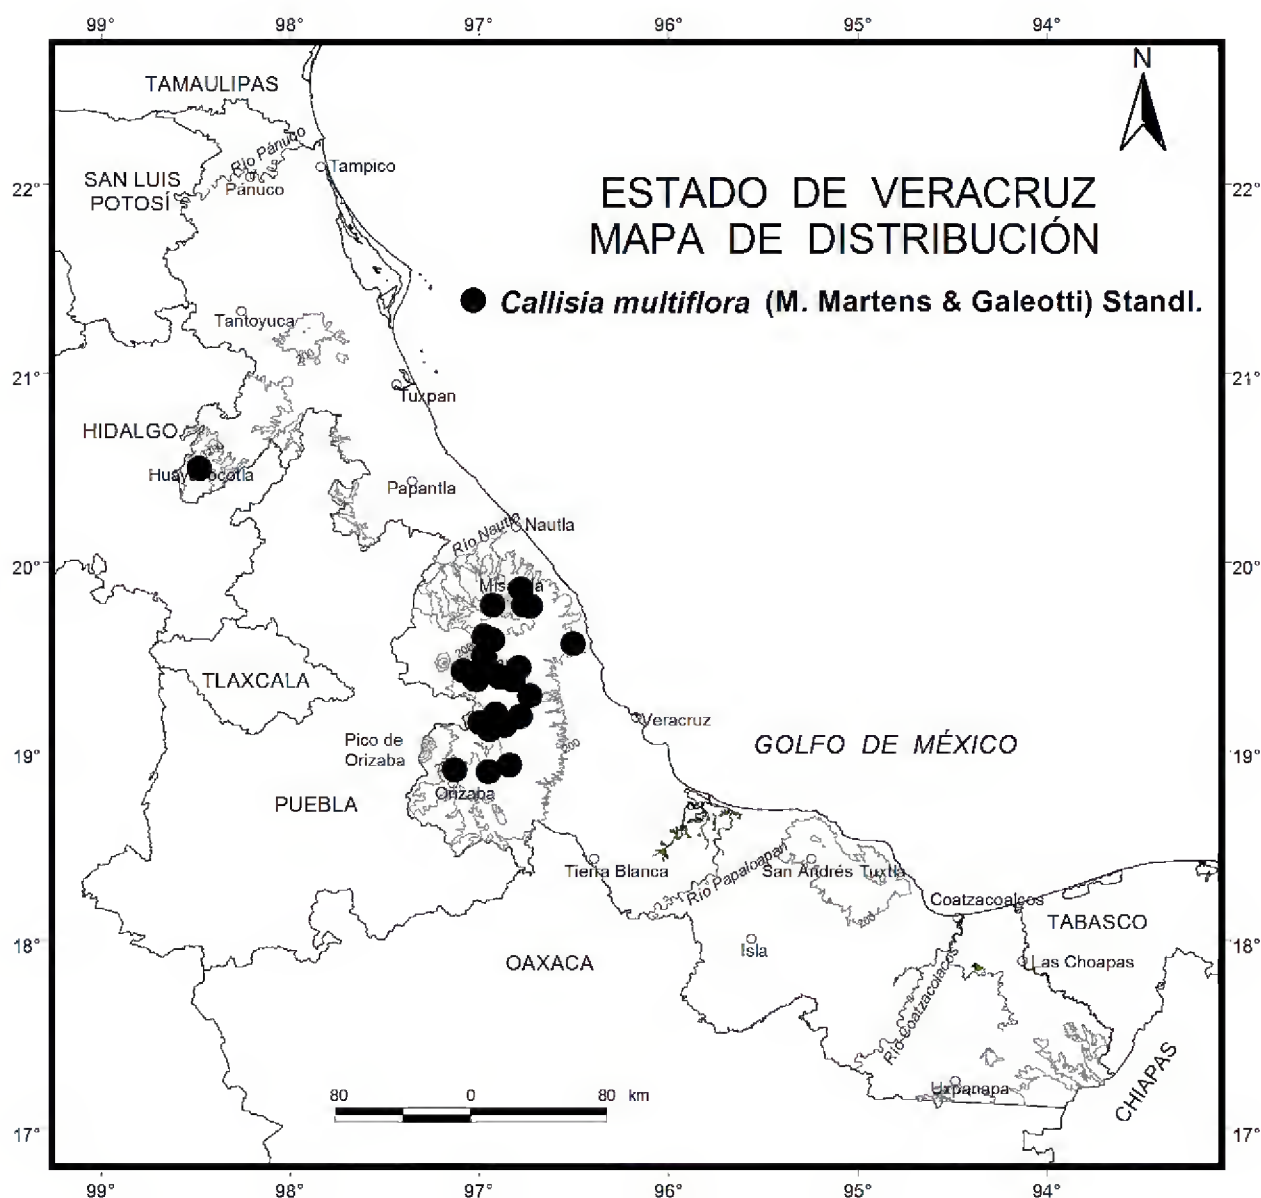 99° 98° 97° 96° 95° 94°
N
TAMAULIPAS
Río Pánuco
Tampico
SAN LUIS
POTOSÍ
Pánuco
22° 22°
ESTADO DE VERACRUZ
MAPA DE DISTRIBUCIÓN
Callisia multiflora (M. Martens & Galeotti) Standl.
Tantoyuca
21° 21°
Tuxpan
HIDALGO
Papantla
Río Nautla
Nautla
20° 20°
TLAXCALA
Veracruz
Pico de
Orizaba
GOLFO DE MÉXICO
19° 19°
200
Orizaba
PUEBLA
Tierra Blanca
Río Papaloapan
San Andrés Tuxtla
200
Coatzacoalcos
TABASCO
18° 18°
Isla
OAXACA
Las Choapas
Río Coatzacoalcos
Uxpanapa
CHIAPAS
80 0 80 km
17° 17°
99° 98° 97° 96° 95° 94°